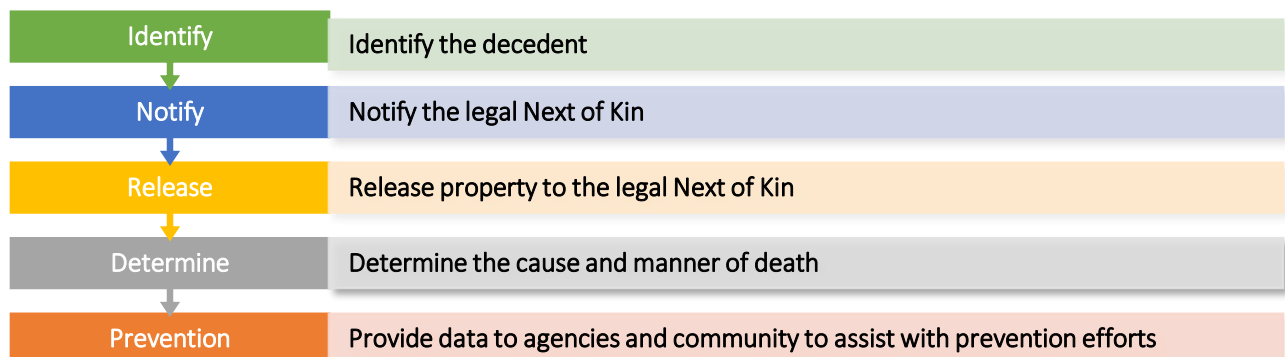 Identify
Identify the decedent
Notify
Notify the legal Next of Kin
Release
Release property to the legal Next of Kin
Determine
Determine the cause and manner of death
Prevention
Provide data to agencies and community to assist with prevention efforts